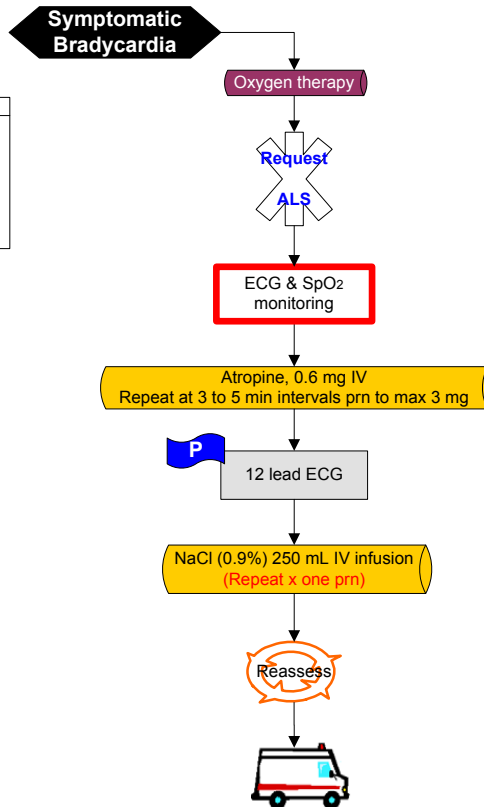 Symptomatic
Bradycardia
Oxygen therapy
Request
ALS
ECG & SpO2
monitoring
Atropine, 0.6 mg IV
Repeat at 3 to 5 min intervals prn to max 3 mg
P
12 lead ECG
NaCl (0.9%) 250 mL IV infusion
(Repeat x one prn)
Reassess